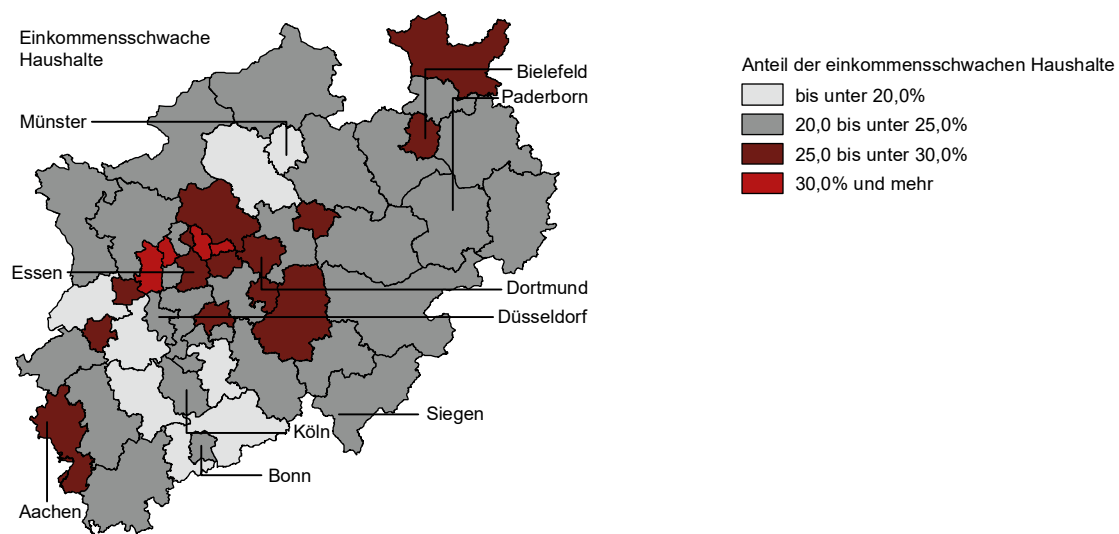 Einkommensschwache
Haushalte
Bielefeld
Paderborn
Münster
Essen
Dortmund
Düsseldorf
Siegen
Köln
Bonn
Aachen
Anteil der einkommensschwachen Haushalte
bis unter 20,0%
20,0 bis unter 25,0%
25,0 bis unter 30,0%
30,0% und mehr